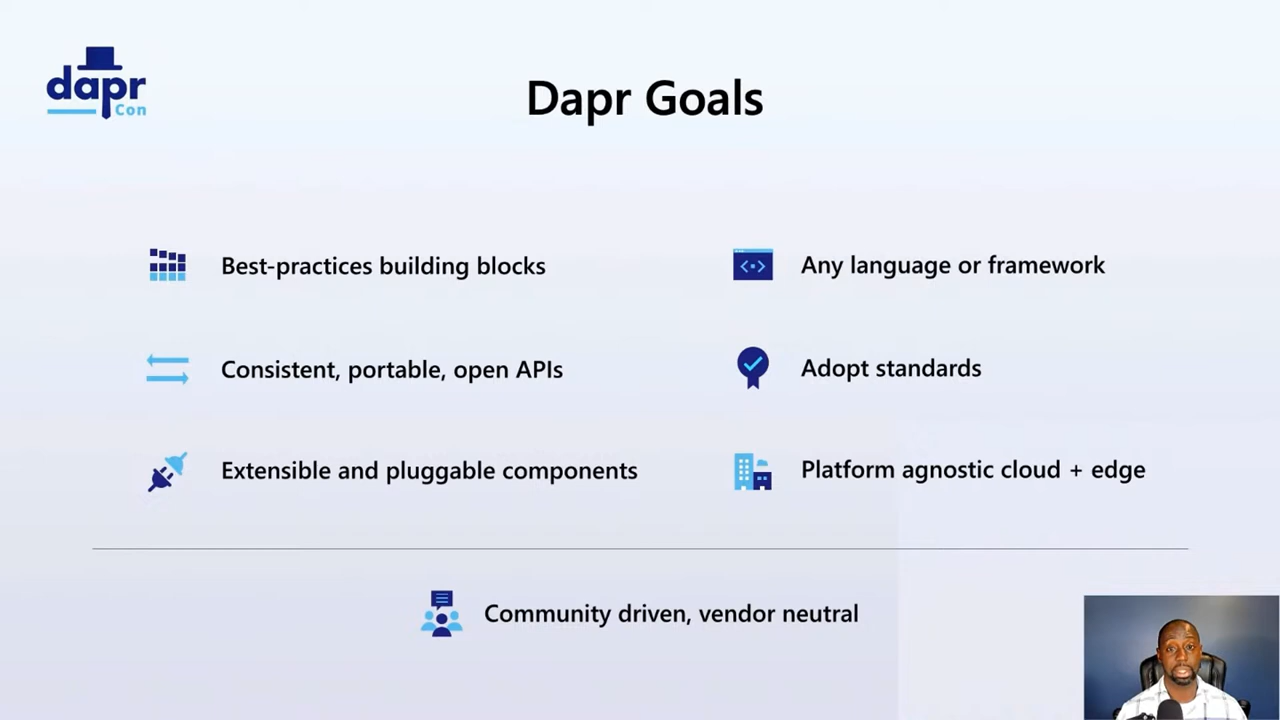 dapr
Con
Dapr Goals
Best-practices building blocks
Any language or framework
Consistent, portable, open APIs
Adopt standards
Extensible and pluggable components
Platform agnostic cloud + edge
Community driven, vendor neutral